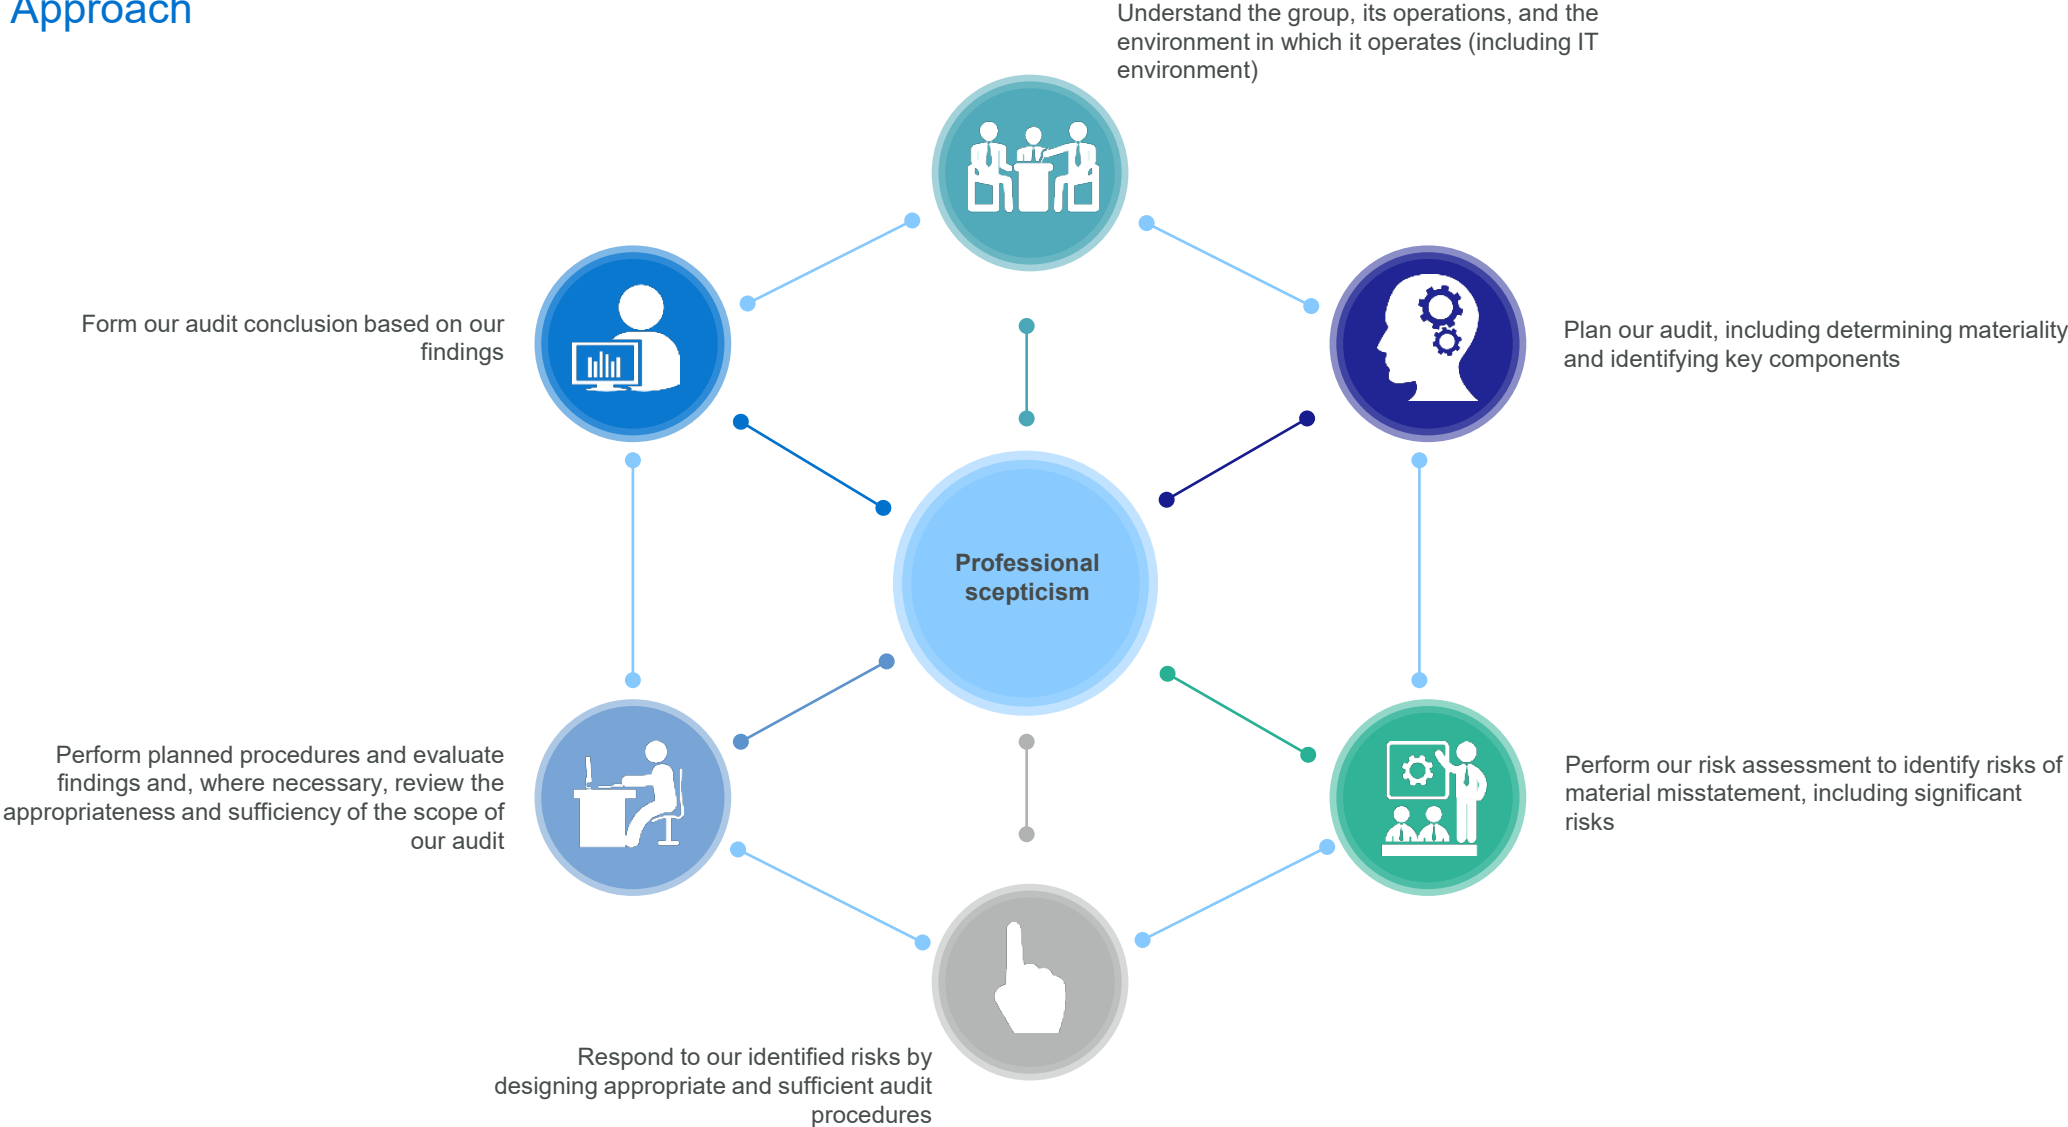 Approach
Understand the group, its operations, and the
environment in which it operates (including IT
environment)
Plan our audit, including determining materiality
and identifying key components
Perform our risk assessment to identify risks of
material misstatement, including significant
risks
Respond to our identified risks by
designing appropriate and sufficient audit
procedures
Perform planned procedures and evaluate
findings and, where necessary, review the
appropriateness and sufficiency of the scope of
our audit
Form our audit conclusion based on our
findings
Professional
scepticism